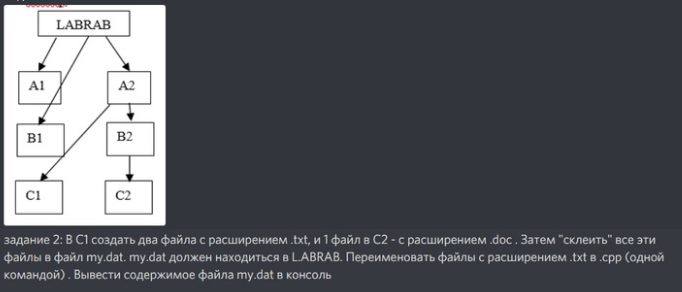 LABRAB
A1 A2
B1 B2
C1 C2
задание 2: В С1 создать два файла с расширением .txt, и 1 файл в С2 - с расширением .doc . Затем "склеить" все эти
файлы в файл my.dat. my.dat должен находиться в L.ABRAB. Переименовать файлы с расширением .txt в .cpp (одной
командой) . Вывести содержимое файла my.dat в консоль